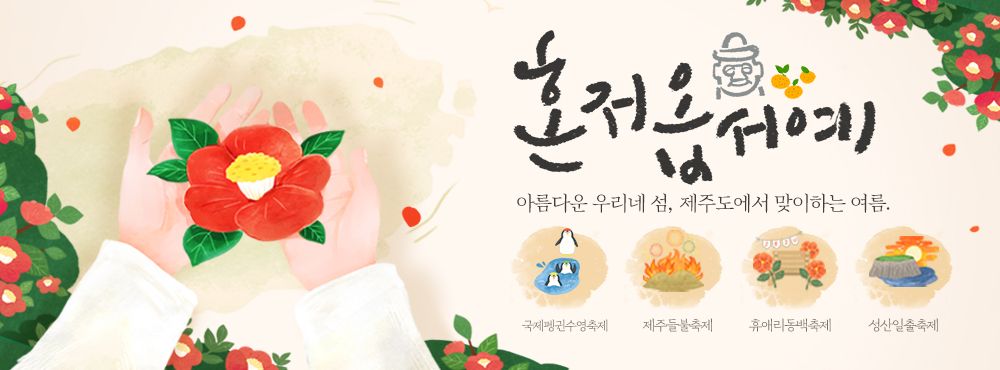 혼저옵서예
아름다운 우리네 섬, 제주도에서 맞이하는 여름.
국제펭귄수영축제
제주들불축제
휴애리동백축제
성산일출축제